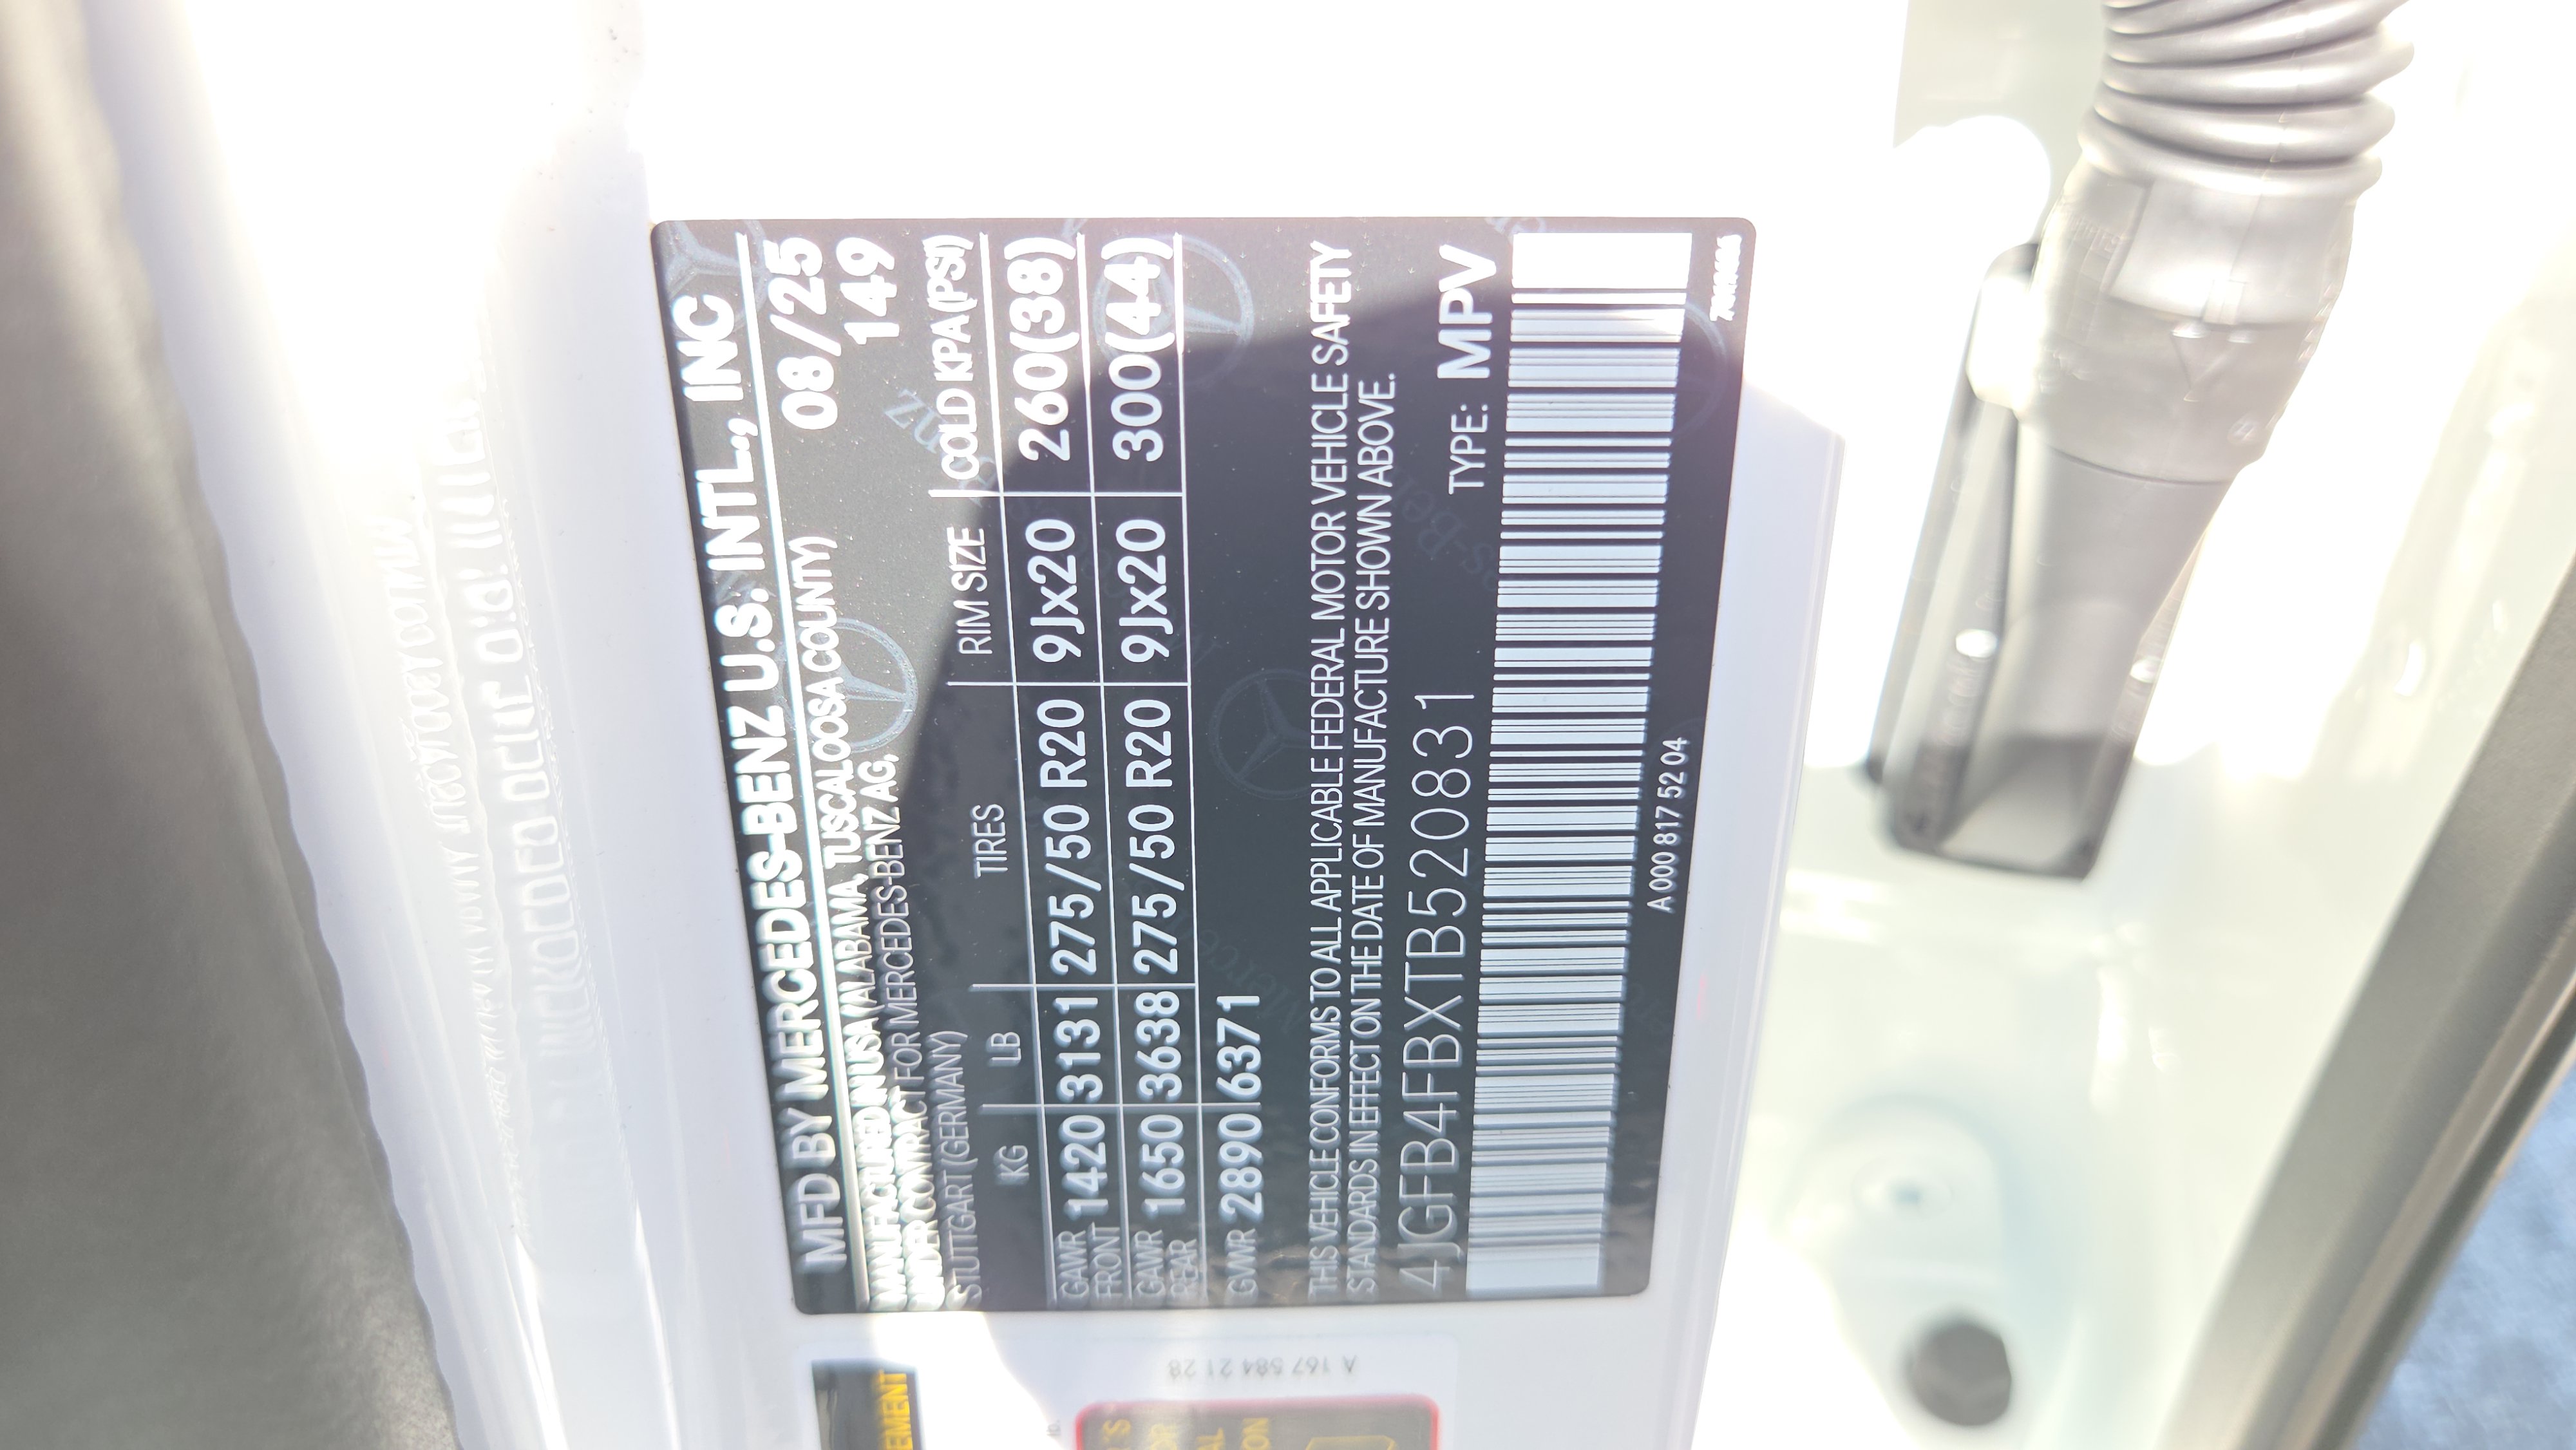 MFD BY MERCEDES-BENZ U.S. INTL., INC
MANUFACTURED IN USA (ALABAMA, TUSCALOOSA COUNTY) 08/25
UNDER CONTRACT FOR MERCEDES-BENZ AG, 149
STUTTGART (GERMANY)
KG LB TIRES RIM SIZE COLD KPA (PSI)
GAWR FRONT 1420 3131 275/50 R20 9Jx20 260(38)
GAWR REAR 1650 3638 275/50 R20 9Jx20 300(44)
GVWR 2890 6371
THIS VEHICLE CONFORMS TO ALL APPLICABLE FEDERAL MOTOR VEHICLE SAFETY
STANDARDS IN EFFECT ON THE DATE OF MANUFACTURE SHOWN ABOVE.
4JGFB4FBXTB520831 TYPE: MPV
A 000 817 52 04
A 167 584 21 28